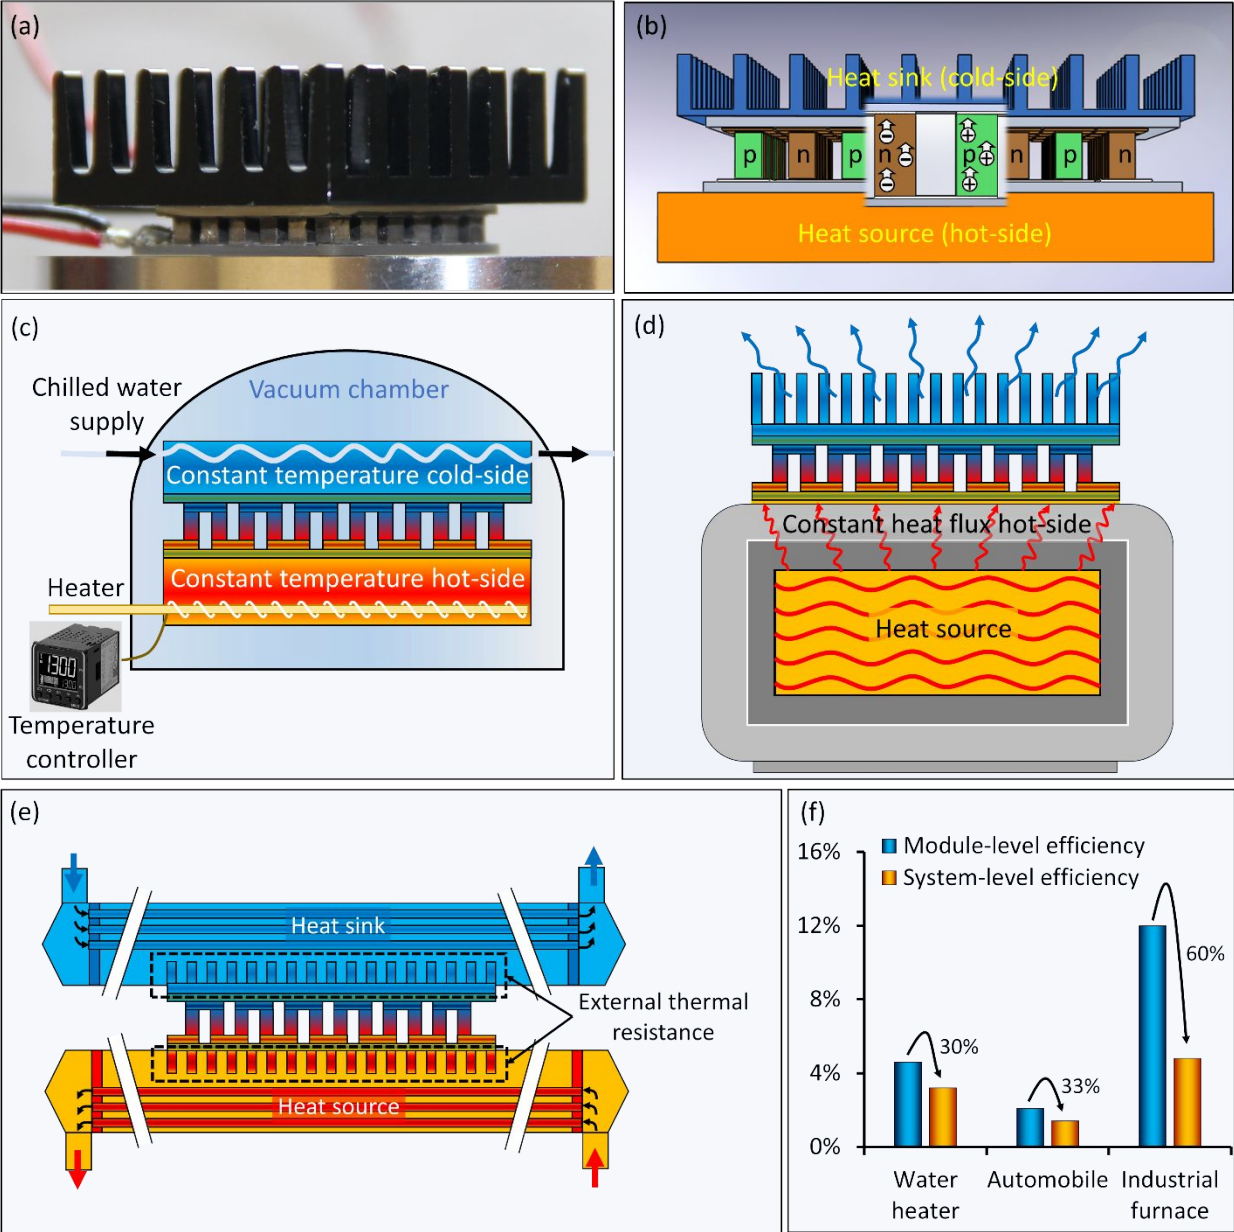 (a)
(b)
Heat sink (cold-side)
p
n
p
n
p
n
p
n
Heat source (hot-side)
(c)
Chilled water
supply
Vacuum chamber
Constant temperature cold-side
Constant temperature hot-side
Heater
1300
Temperature
controller
(d)
Constant heat flux hot-side
Heat source
(e)
Heat sink
External thermal
resistance
Heat source
(f)
Module-level efficiency
System-level efficiency
16%
12%
8%
4%
0%
30%
33%
60%
Water
heater
Automobile
Industrial
furnace